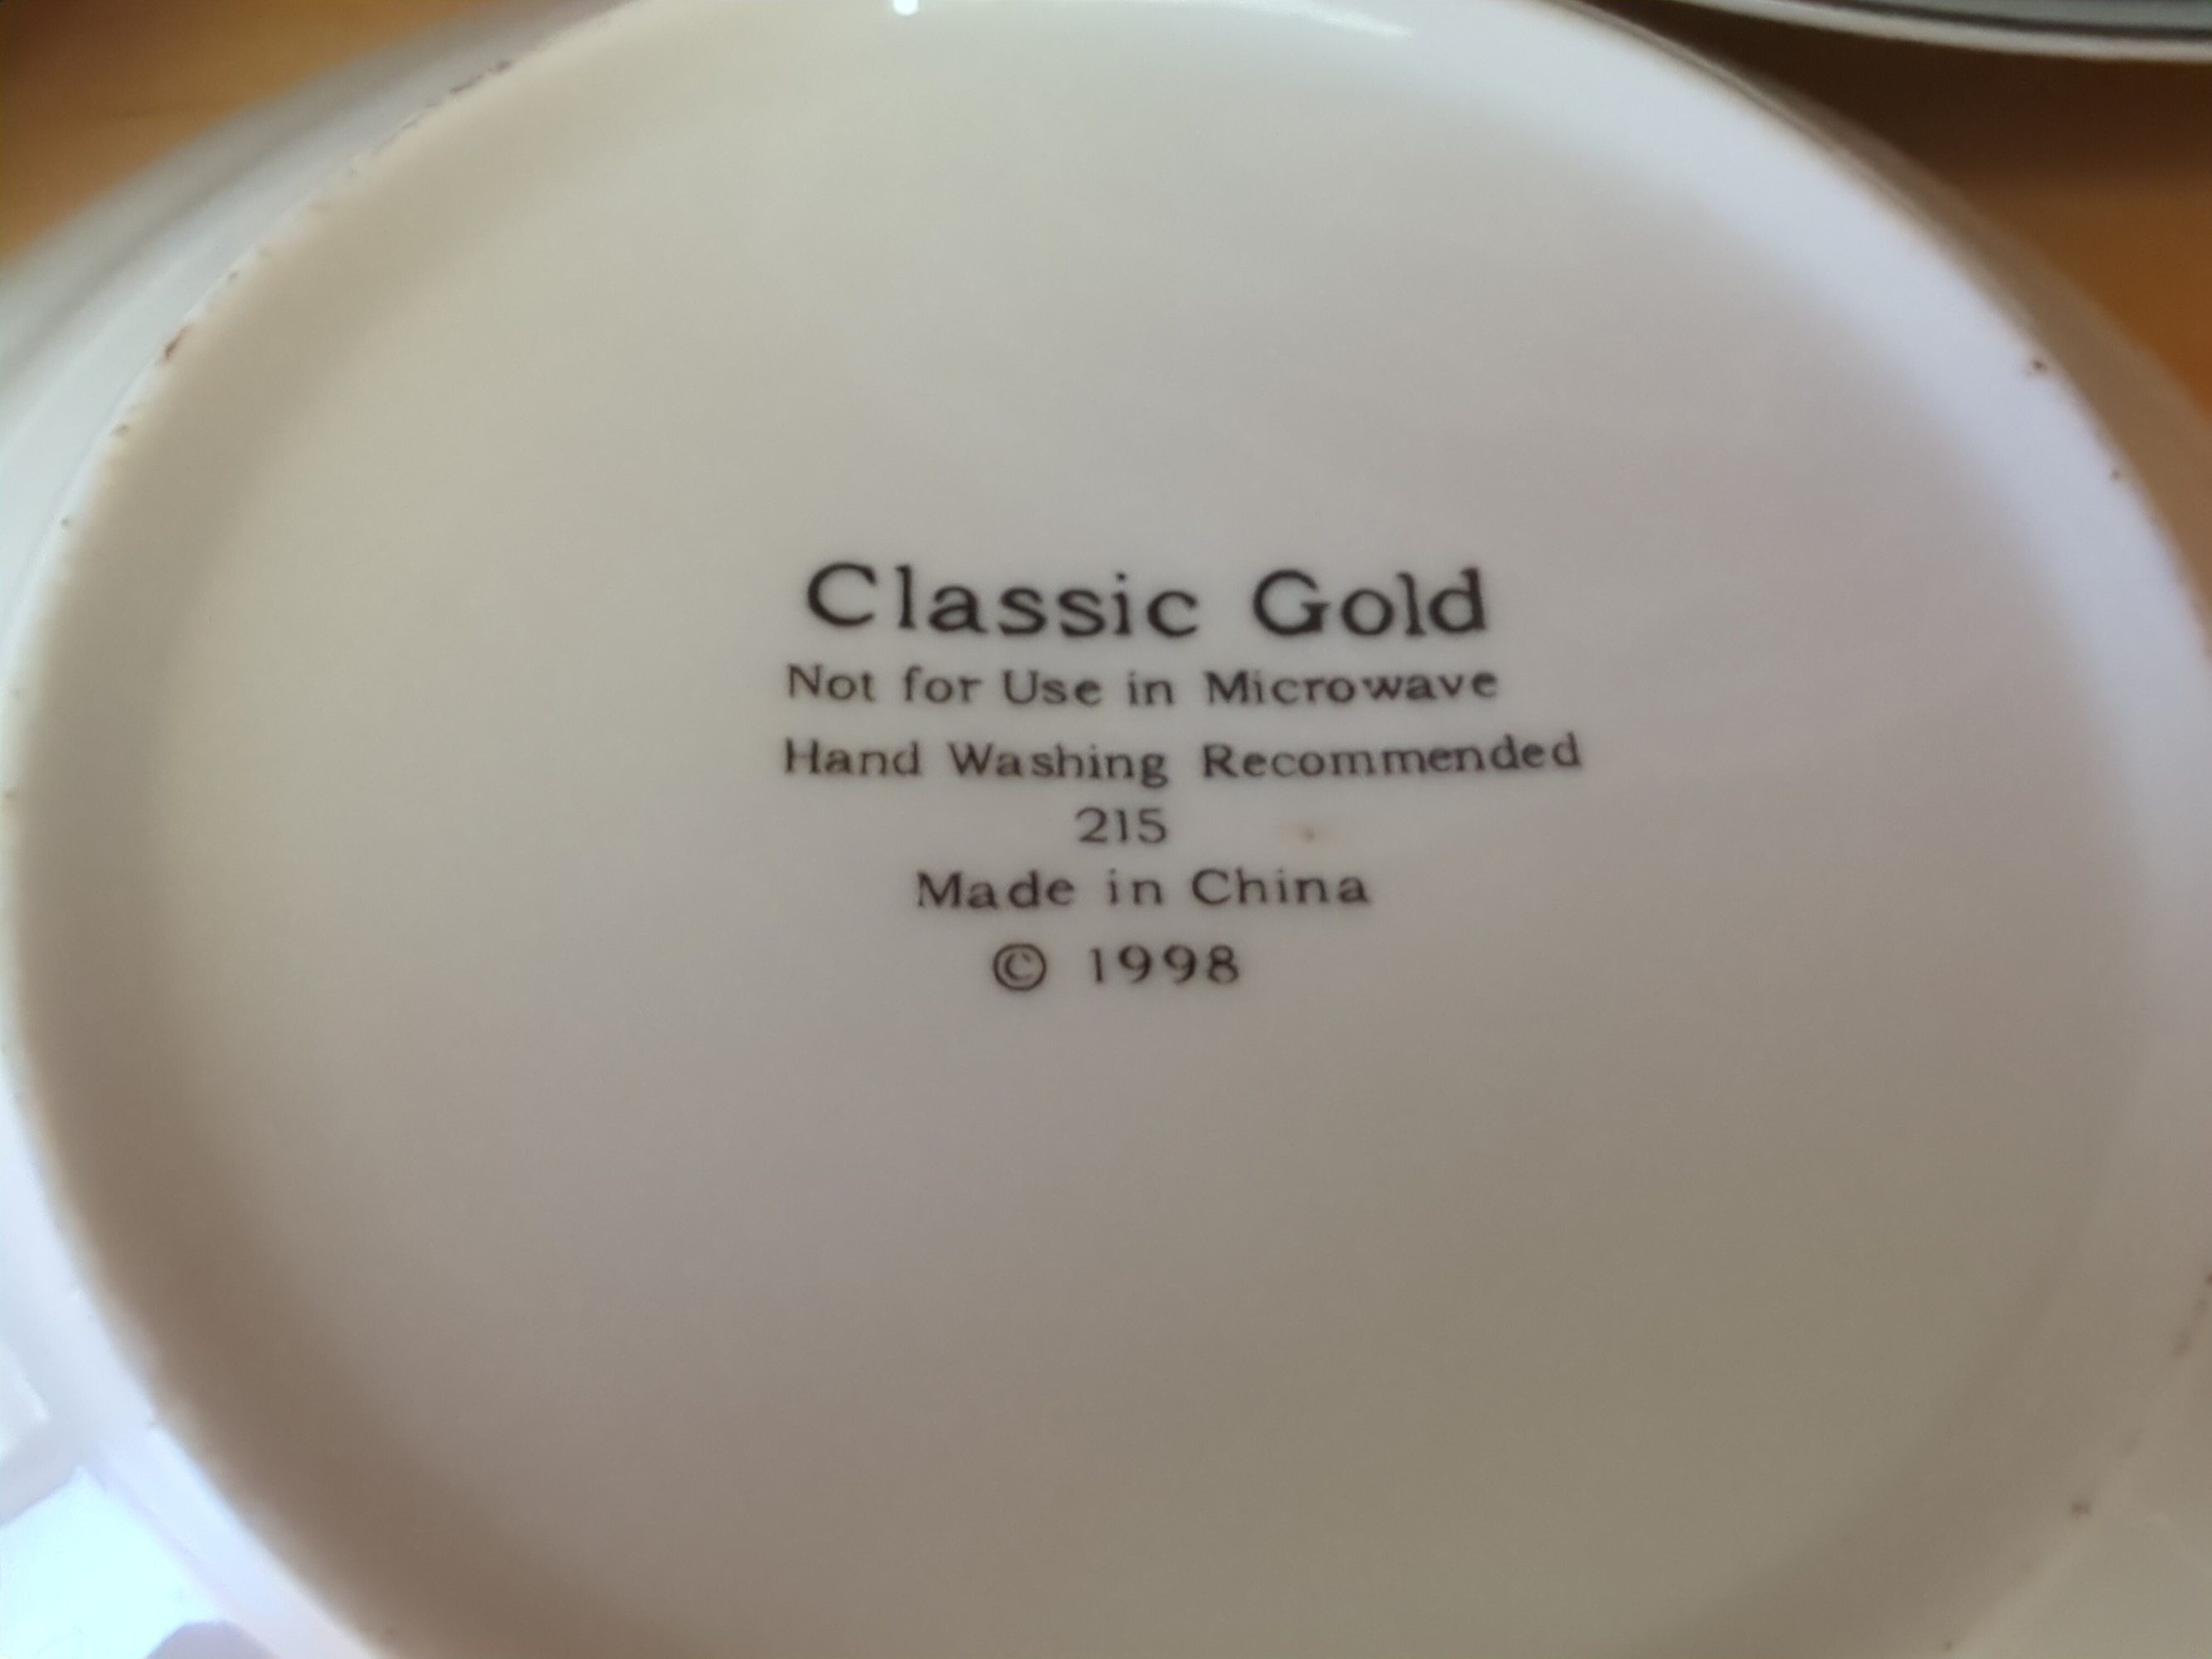 Classic Gold
Not for Use in Microwave
Hand Washing Recommended
215
Made in China
© 1998